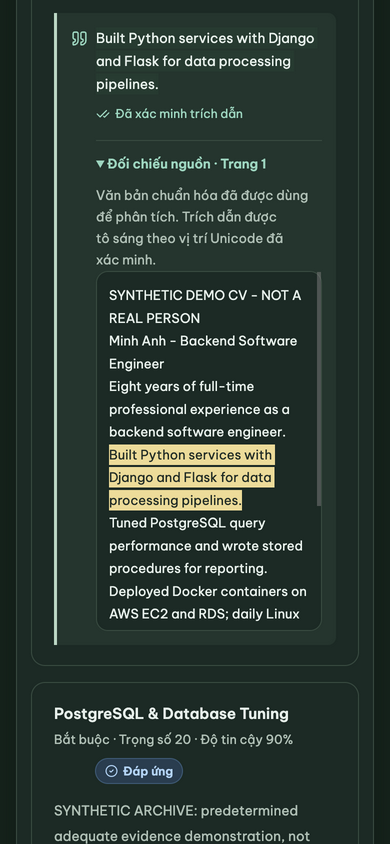 Built Python services with Django
and Flask for data processing
pipelines.
Đã xác minh trích dẫn
Đối chiếu nguồn · Trang 1
Văn bản chuẩn hóa đã được dùng
để phân tích. Trích dẫn được
tô sáng theo vị trí Unicode đã
xác minh.
SYNTHETIC DEMO CV - NOT A
REAL PERSON
Minh Anh - Backend Software
Engineer
Eight years of full-time
professional experience as a
backend software engineer.
Built Python services with
Django and Flask for data
processing pipelines.
Tuned PostgreSQL query
performance and wrote stored
procedures for reporting.
Deployed Docker containers on
AWS EC2 and RDS; daily Linux
PostgreSQL & Database Tuning
Bắt buộc · Trọng số 20 · Độ tin cậy 90%
Đáp ứng
SYNTHETIC ARCHIVE: predetermined
adequate evidence demonstration, not